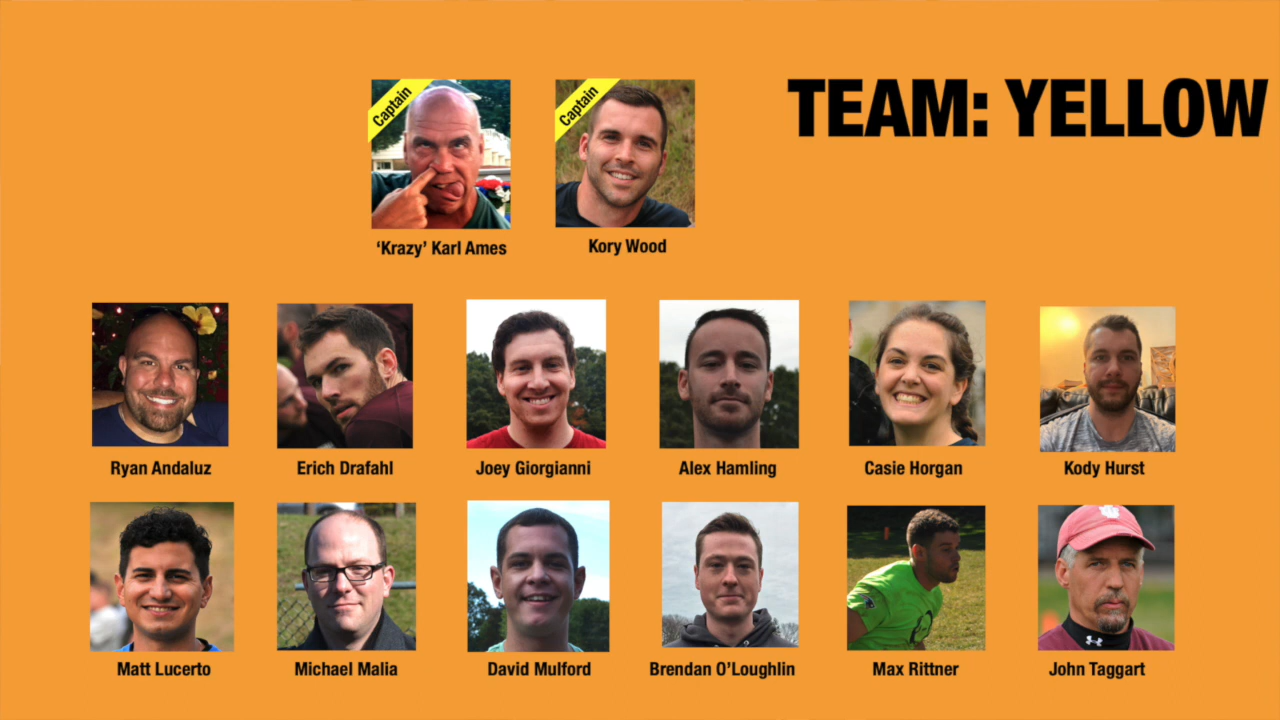 TEAM: YELLOW
Captain
Captain
‘Krazy’ Karl Ames
Kory Wood
Ryan Andaluz
Erich Drafahl
Joey Giorgianni
Alex Hamling
Casie Horgan
Kody Hurst
Matt Lucerto
Michael Malia
David Mulford
Brendan O’Loughlin
Max Rittner
John Taggart